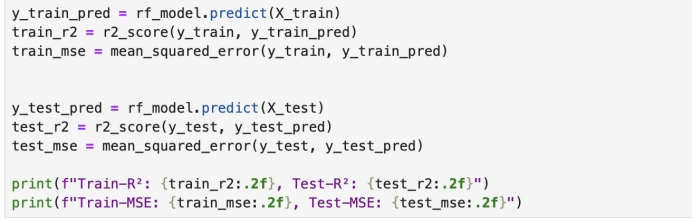 y_train_pred = rf_model.predict(X_train)
train_r2 = r2_score(y_train, y_train_pred)
train_mse = mean_squared_error(y_train, y_train_pred)
y_test_pred = rf_model.predict(X_test)
test_r2 = r2_score(y_test, y_test_pred)
test_mse = mean_squared_error(y_test, y_test_pred)
print(f"Train-R²: {train_r2:.2f}, Test-R²: {test_r2:.2f}")
print(f"Train-MSE: {train_mse:.2f}, Test-MSE: {test_mse:.2f}")